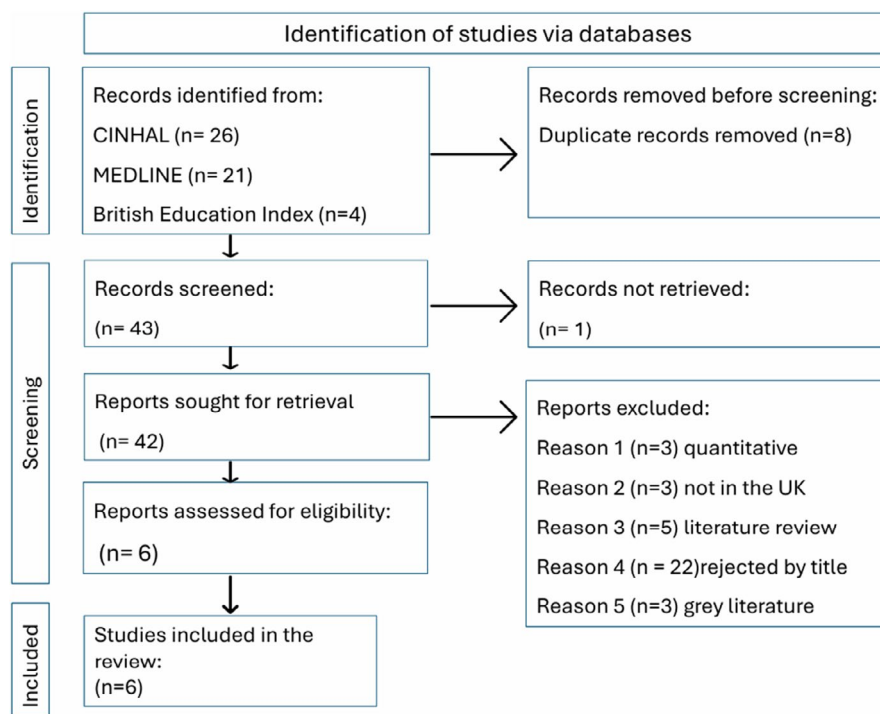 Identification of studies via databases
Identification
Records identified from:
CINHAL (n= 26)
MEDLINE (n= 21)
British Education Index (n=4)
Records removed before screening:
Duplicate records removed (n=8)
Screening
Records screened:
(n= 43)
Records not retrieved:
(n= 1)
Reports sought for retrieval
(n= 42)
Reports excluded:
Reason 1 (n=3) quantitative
Reason 2 (n=3) not in the UK
Reason 3 (n=5) literature review
Reason 4 (n = 22)rejected by title
Reason 5 (n=3) grey literature
Reports assessed for eligibility:
(n= 6)
Included
Studies included in the
review:
(n=6)